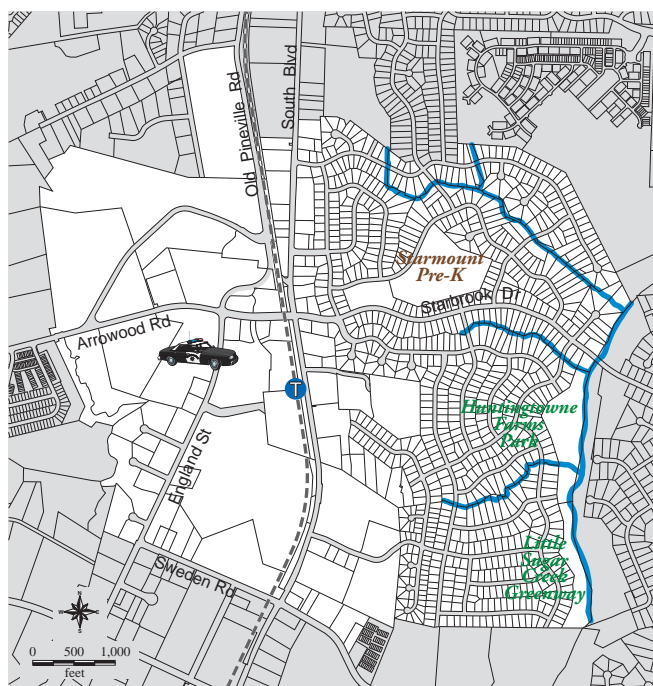 Old Pineville Rd
South Blvd
Starmount
Pre-K
Starbrook Dr
Arrowood Rd
T
Huntingtowne
Farms
Park
England St
Little
Sugar
Creek
Greenway
Sweden Rd
N
W E
S
0 500 1,000
feet